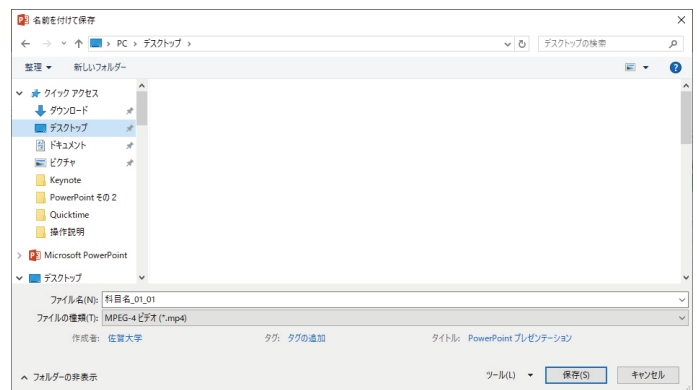 名前を付けて保存
PC › デスクトップ ›
デスクトップの検索
整理 新しいフォルダー
クイック アクセス
ダウンロード
デスクトップ
ドキュメント
ピクチャ
Keynote
PowerPoint その 2
Quicktime
操作説明
Microsoft PowerPoint
デスクトップ
ファイル名(N): 科目名_01_01
ファイルの種類(T): MPEG-4 ビデオ (*.mp4)
作成者: 佐賀大学 タグ: タグの追加 タイトル: PowerPoint プレゼンテーション
フォルダーの非表示 ツール(L) 保存(S) キャンセル